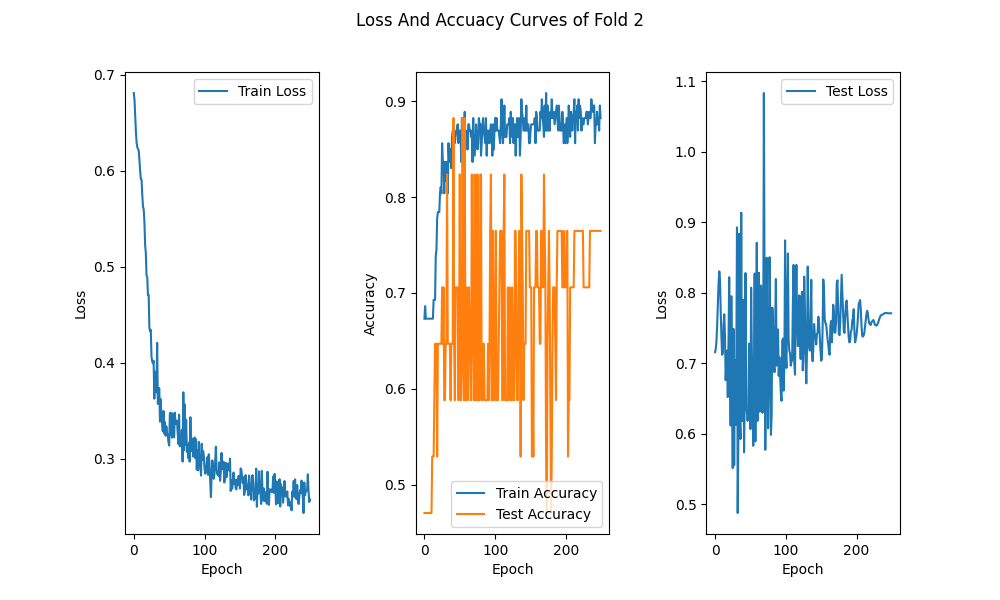 Loss And Accuacy Curves of Fold 2
Train Loss
0.7
0.6
0.5
0.4
0.3
Loss
0
100
200
Epoch
0.9
0.8
0.7
0.6
0.5
Accuracy
Train Accuracy
Test Accuracy
0
100
200
Epoch
Test Loss
1.1
1.0
0.9
0.8
0.7
0.6
0.5
Loss
0
100
200
Epoch